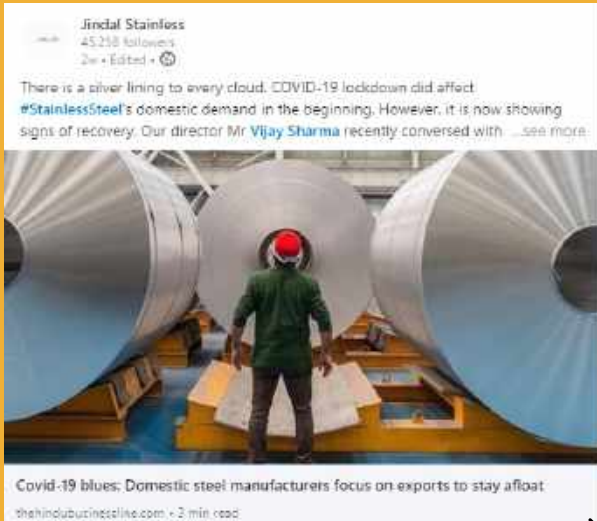 Jindal Stainless
45,258 followers
2w • Edited •
There is a silver lining to every cloud. COVID-19 lockdown did affect
#StainlessSteel's domestic demand in the beginning. However, it is now showing
signs of recovery. Our director Mr Vijay Sharma recently conversed with ...see more
Covid-19 blues: Domestic steel manufacturers focus on exports to stay afloat
thehindubusinessline.com • 3 min read